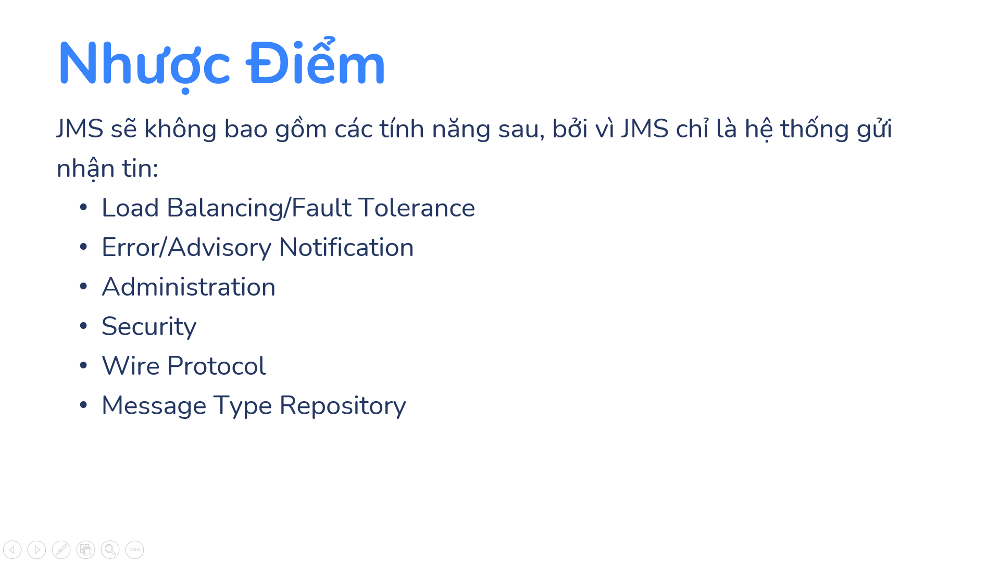 Nhược Điểm
JMS sẽ không bao gồm các tính năng sau, bởi vì JMS chỉ là hệ thống gửi
nhận tin:
• Load Balancing/Fault Tolerance
• Error/Advisory Notification
• Administration
• Security
• Wire Protocol
• Message Type Repository